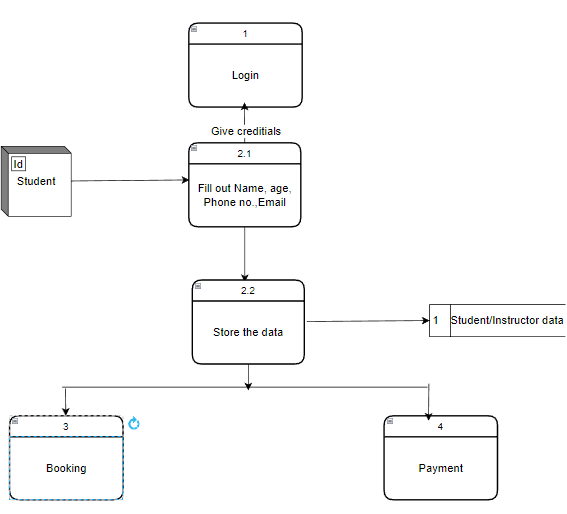 1
Login
Give creditials
Id
Student
2.1
Fill out Name, age,
Phone no.,Email
2.2
Store the data
1 Student/Instructor data
3
Booking
4
Payment